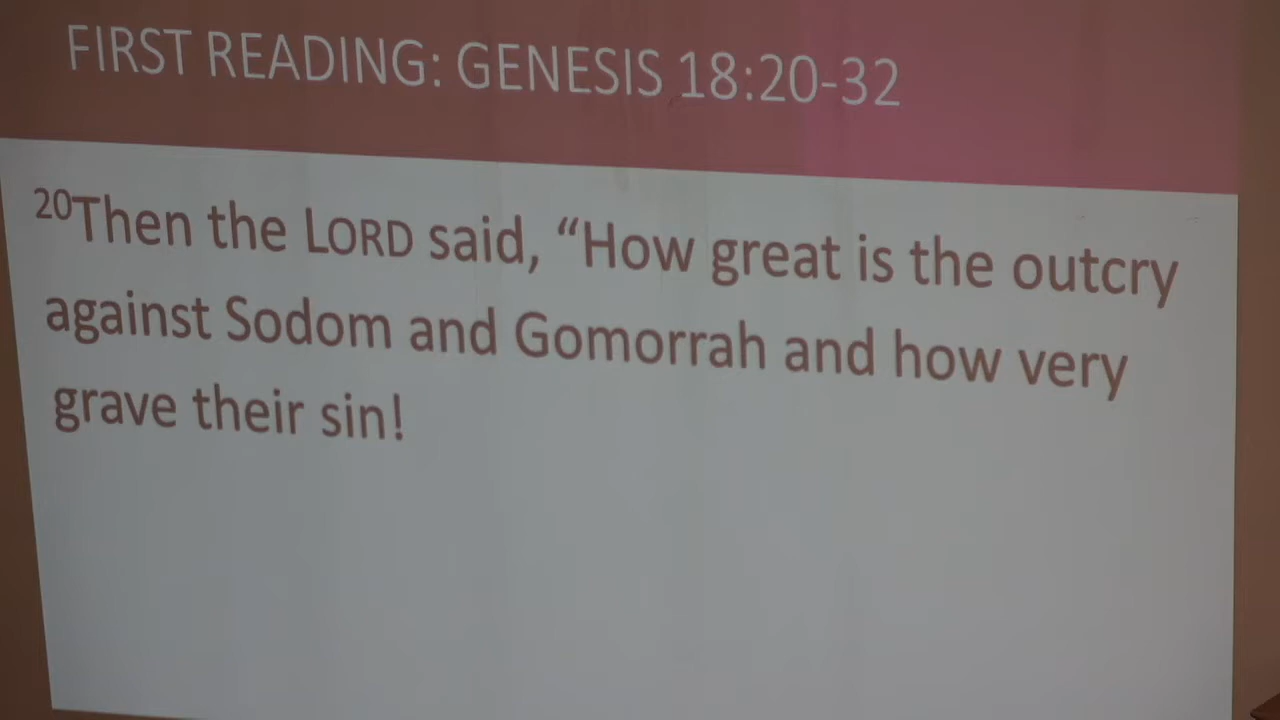 FIRST READING: GENESIS 18:20-32
20Then the LORD said, “How great is the outcry
against Sodom and Gomorrah and how very
grave their sin!